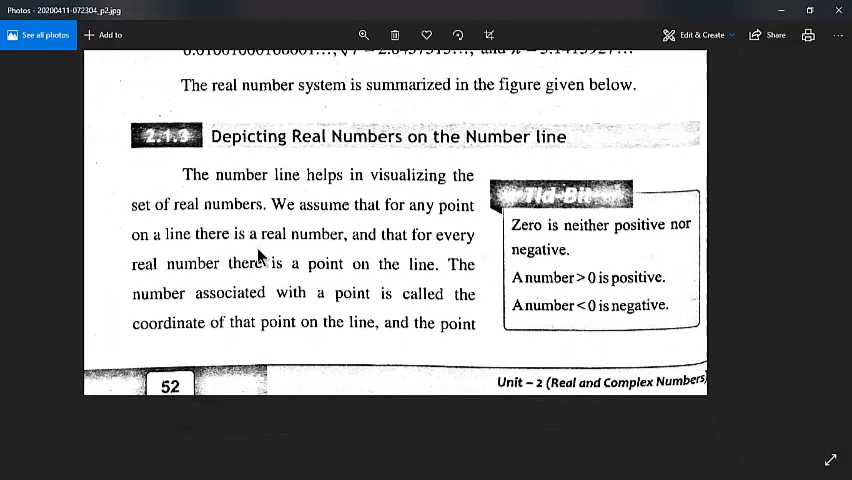 Photos - 20200411-072304_p2.jpg
See all photos
Add to
Edit & Create
Share
The real number system is summarized in the figure given below.
2.1.3 Depicting Real Numbers on the Number line
The number line helps in visualizing the
set of real numbers. We assume that for any point
on a line there is a real number, and that for every
real number there is a point on the line. The
number associated with a point is called the
coordinate of that point on the line, and the point
Tid-Bit
Zero is neither positive nor
negative.
A number > 0 is positive.
A number < 0 is negative.
52
Unit – 2 (Real and Complex Numbers)